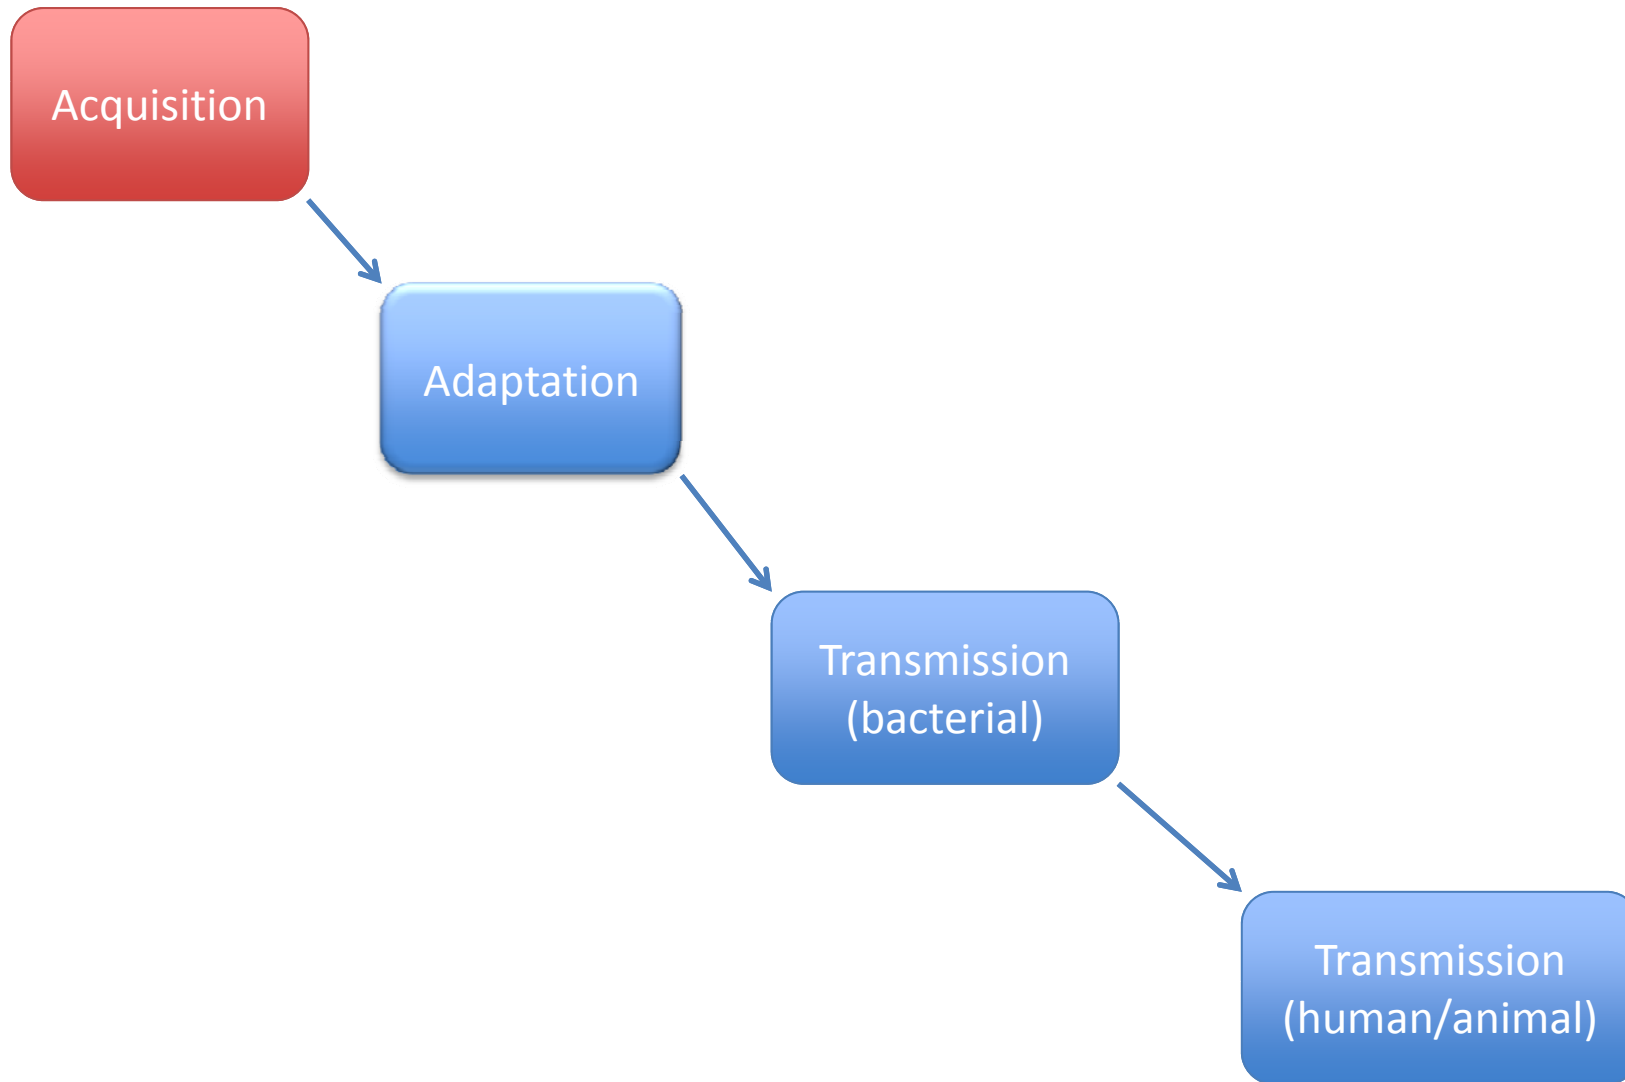 Acquisition
Adaptation
Transmission
(bacterial)
Transmission
(human/animal)